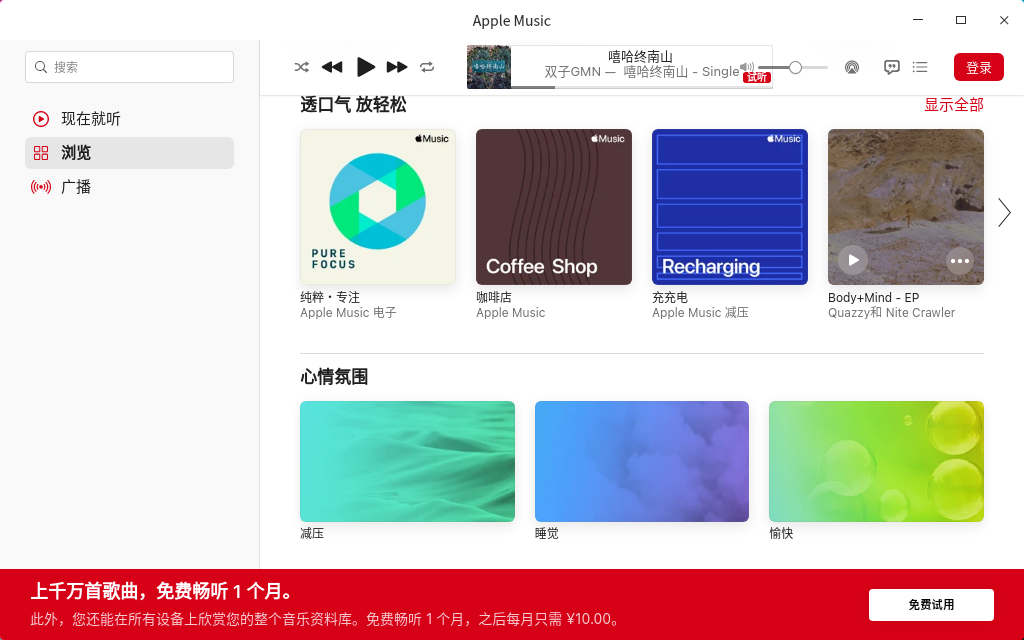 Apple Music
搜索
现在就听
浏览
广播
嘻哈终南山
嘻哈终南山
双子GMN — 嘻哈终南山 - Single
试听
登录
透口气 放轻松
显示全部
Music
PURE
FOCUS
纯粹・专注
Apple Music 电子
Music
Coffee Shop
咖啡店
Apple Music
Music
Recharging
充充电
Apple Music 减压
Body+Mind - EP
Quazzy和 Nite Crawler
心情氛围
减压
睡觉
愉快
上千万首歌曲，免费畅听 1 个月。
此外，您还能在所有设备上欣赏您的整个音乐资料库。免费畅听 1 个月，之后每月只需 ¥10.00。
免费试用